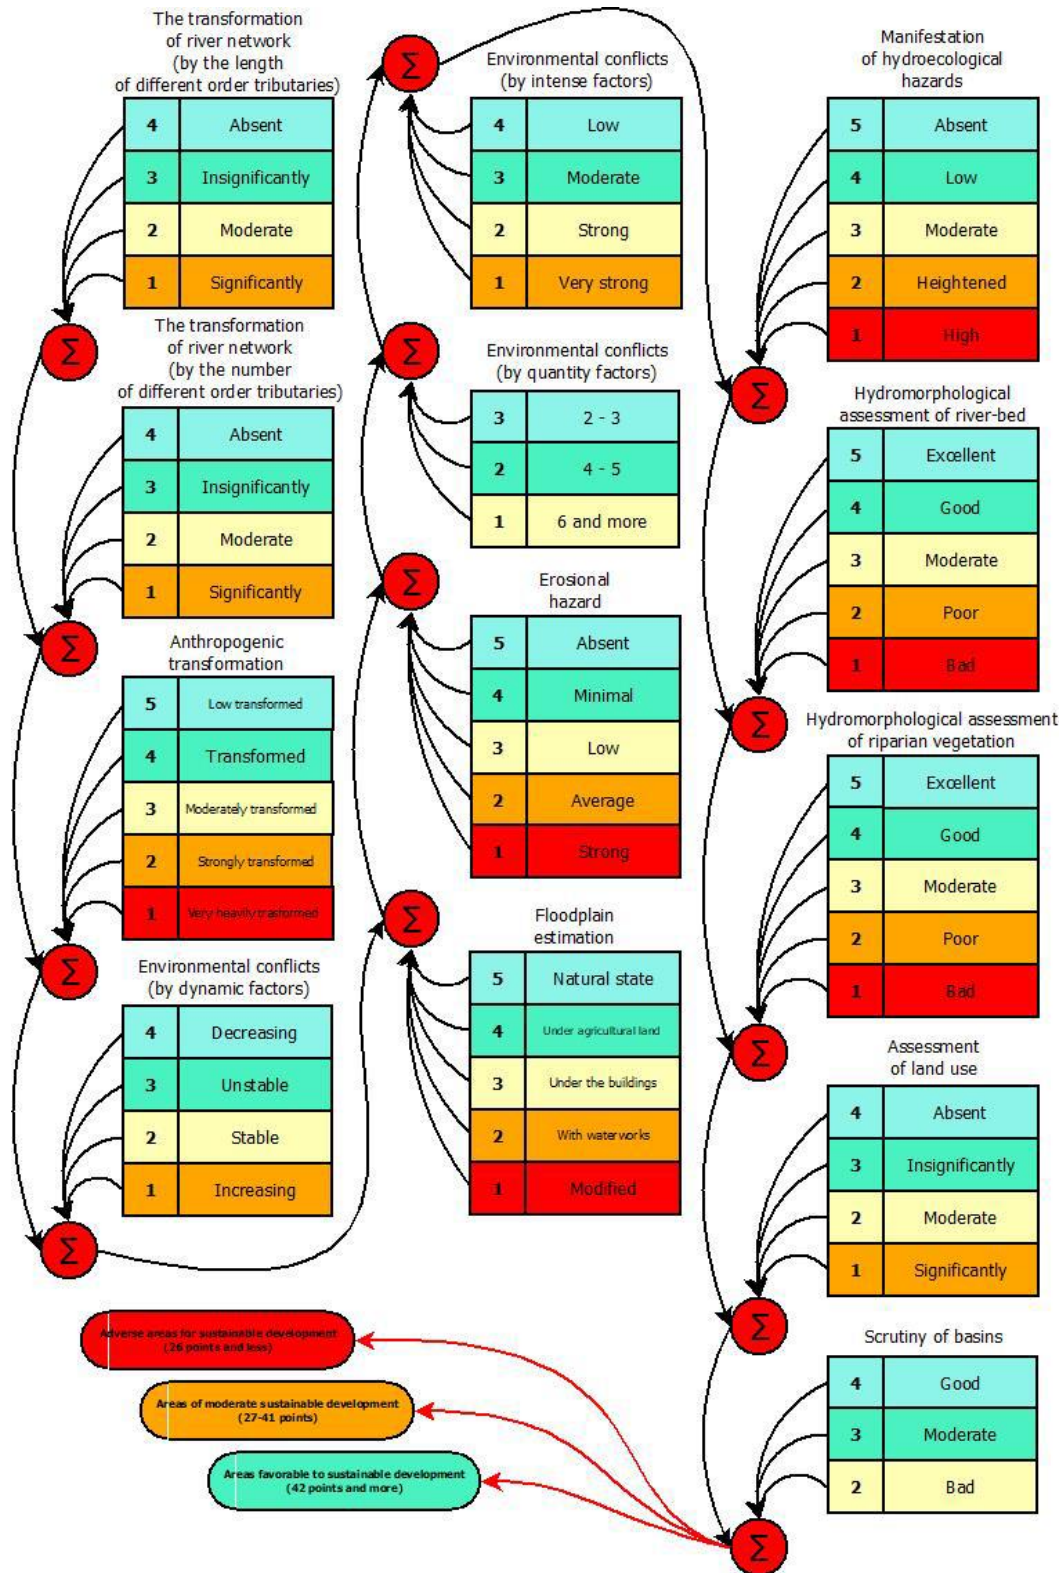 The transformation
of river network
(by the length
of different order tributaries)
4 Absent
3 Insignificantly
2 Moderate
1 Significantly
Σ
The transformation
of river network
(by the number
of different order tributaries)
4 Absent
3 Insignificantly
2 Moderate
1 Significantly
Σ
Anthropogenic
transformation
5 Low transformed
4 Transformed
3 Moderately transformed
2 Strongly transformed
1 Very heavily trasformed
Σ
Environmental conflicts
(by dynamic factors)
4 Decreasing
3 Unstable
2 Stable
1 Increasing
Σ
Σ
Environmental conflicts
(by intense factors)
4 Low
3 Moderate
2 Strong
1 Very strong
Σ
Environmental conflicts
(by quantity factors)
3 2 - 3
2 4 - 5
1 6 and more
Σ
Erosional
hazard
5 Absent
4 Minimal
3 Low
2 Average
1 Strong
Σ
Floodplain
estimation
5 Natural state
4 Under agricultural land
3 Under the buildings
2 With waterworks
1 Modified
Manifestation
of hydroecological
hazards
5 Absent
4 Low
3 Moderate
2 Heightened
1 High
Σ
Hydromorphological
assessment of river-bed
5 Excellent
4 Good
3 Moderate
2 Poor
1 Bad
Σ
Hydromorphological assessment
of riparian vegetation
5 Excellent
4 Good
3 Moderate
2 Poor
1 Bad
Σ
Assessment
of land use
4 Absent
3 Insignificantly
2 Moderate
1 Significantly
Σ
Scrutiny of basins
4 Good
3 Moderate
2 Bad
Σ
Adverse areas for sustainable development
(26 points and less)
Areas of moderate sustainable development
(27-41 points)
Areas favorable to sustainable development
(42 points and more)